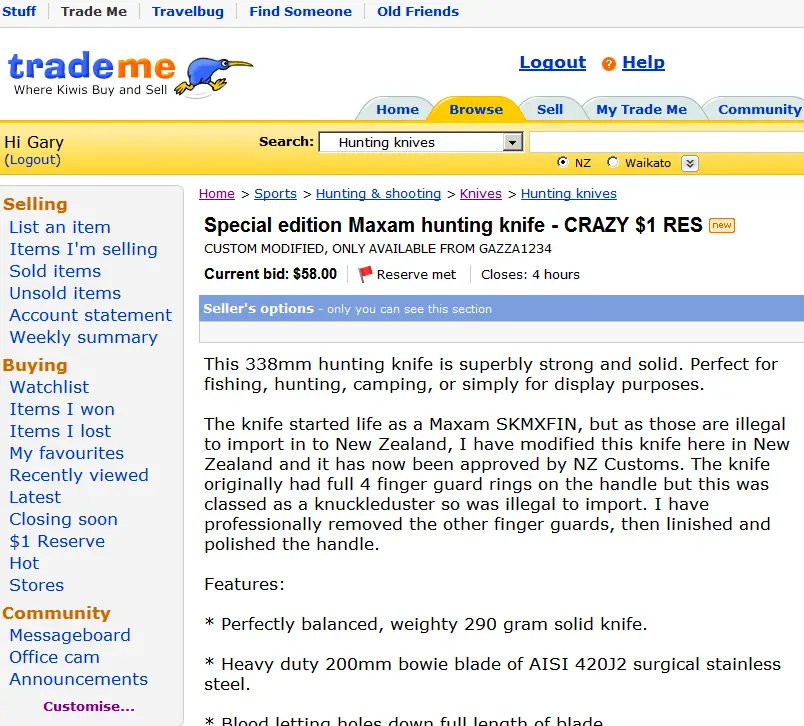 Stuff Trade Me Travelbug Find Someone Old Friends
trademe
Where Kiwis Buy and Sell
Logout ? Help
Home Browse Sell My Trade Me Community
Hi Gary
(Logout)
Search: Hunting knives
NZ Waikato
Selling
List an item
Items I'm selling
Sold items
Unsold items
Account statement
Weekly summary
Buying
Watchlist
Items I won
Items I lost
My favourites
Recently viewed
Latest
Closing soon
$1 Reserve
Hot
Stores
Community
Messageboard
Office cam
Announcements
Customise...
Home > Sports > Hunting & shooting > Knives > Hunting knives
Special edition Maxam hunting knife - CRAZY $1 RES new
CUSTOM MODIFIED, ONLY AVAILABLE FROM GAZZA1234
Current bid: $58.00 Reserve met Closes: 4 hours
Seller's options - only you can see this section
This 338mm hunting knife is superbly strong and solid. Perfect for
fishing, hunting, camping, or simply for display purposes.
The knife started life as a Maxam SKMXFIN, but as those are illegal
to import in to New Zealand, I have modified this knife here in New
Zealand and it has now been approved by NZ Customs. The knife
originally had full 4 finger guard rings on the handle but this was
classed as a knuckleduster so was illegal to import. I have
professionally removed the other finger guards, then linished and
polished the handle.
Features:
* Perfectly balanced, weighty 290 gram solid knife.
* Heavy duty 200mm bowie blade of AISI 420J2 surgical stainless
steel.
* Blood letting holes down full length of blade